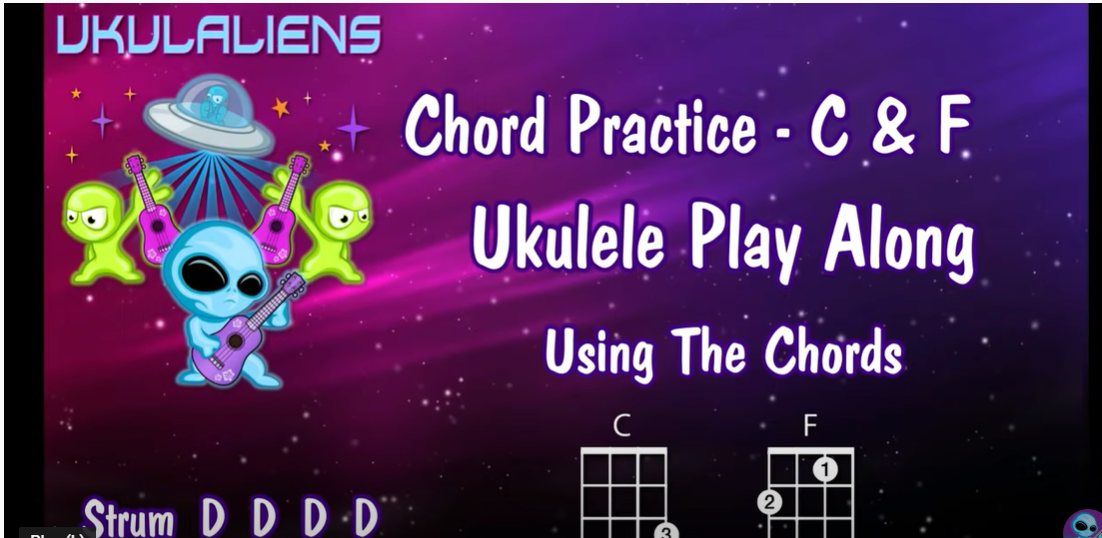 UKULALIENS
Chord Practice - C & F
Ukulele Play Along
Using The Chords
C F
1
2
3
Strum D D D D